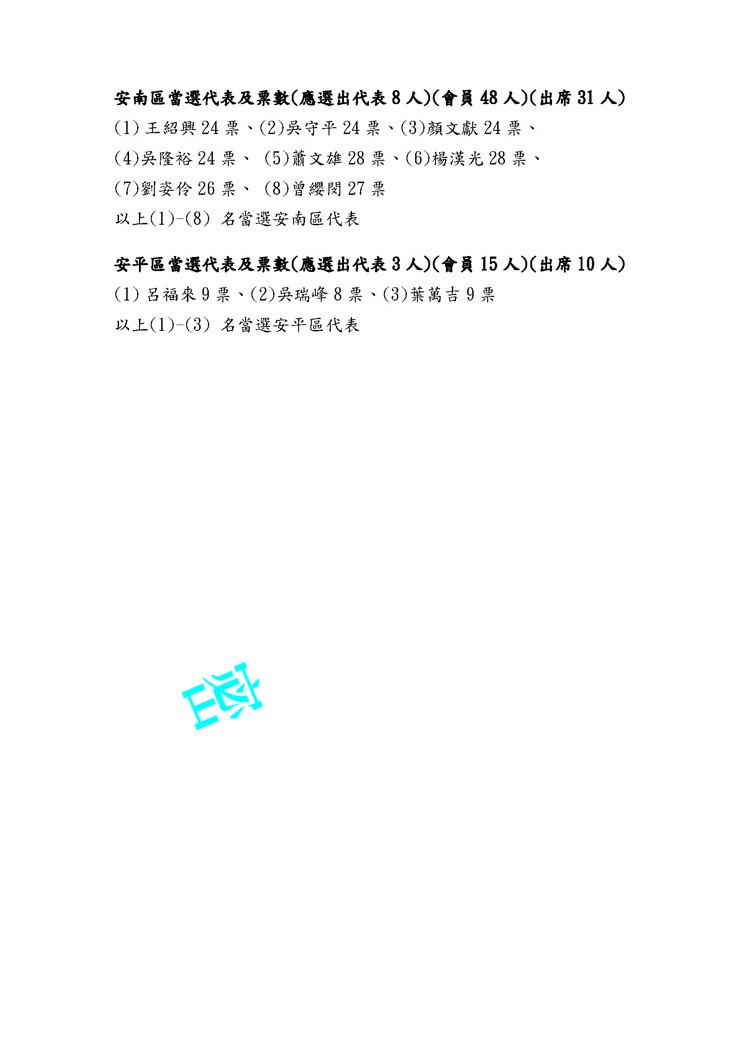 安南區當選代表及票數(應選出代表 8 人)(會員 48 人)(出席 31 人)
(1) 王紹興 24 票、(2)吳守平 24 票、(3)顏文獻 24 票、
(4)吳隆裕 24 票、 (5)蕭文雄 28 票、(6)楊漢光 28 票、
(7)劉姿伶 26 票、 (8)曾纓閔 27 票
以上(1)-(8) 名當選安南區代表
安平區當選代表及票數(應選出代表 3 人)(會員 15 人)(出席 10 人)
(1) 呂福來 9 票、(2)吳瑞峰 8 票、(3)葉萬吉 9 票
以上(1)-(3) 名當選安平區代表